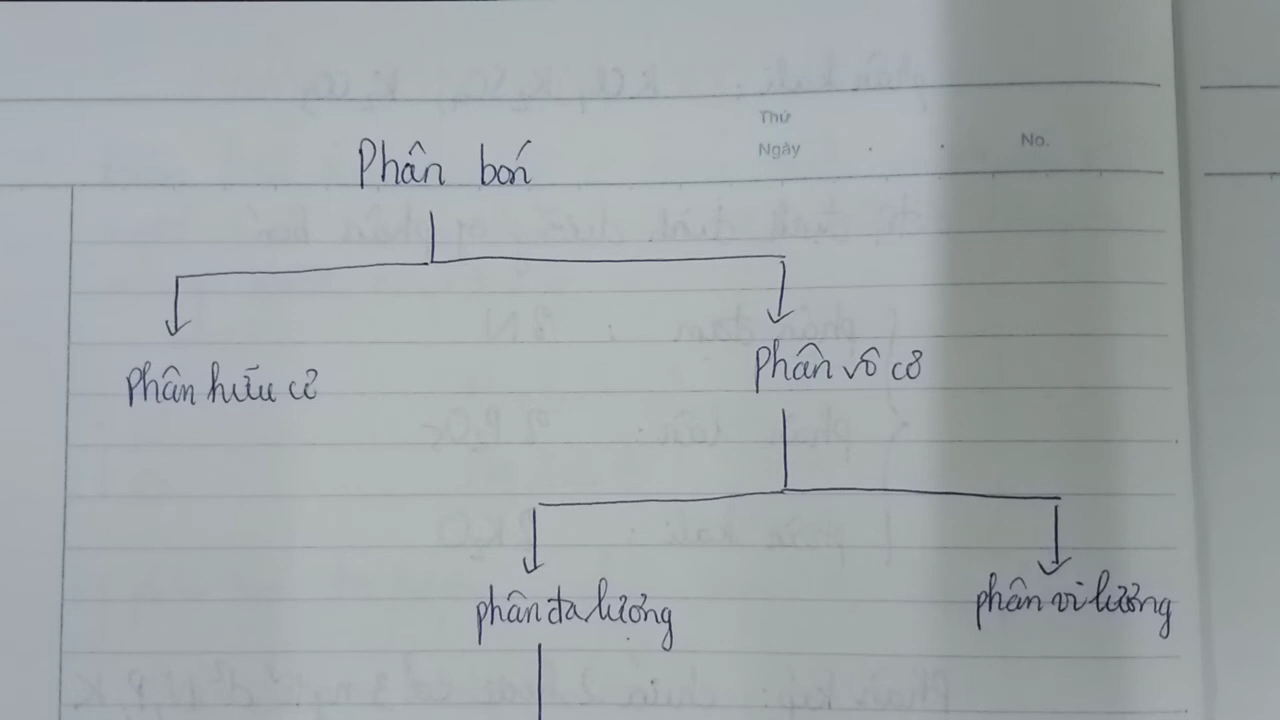 Thứ
Ngày
No.
Phân bón
Phân hữu cơ
Phân vô cơ
phân đa lượng
phân vi lượng